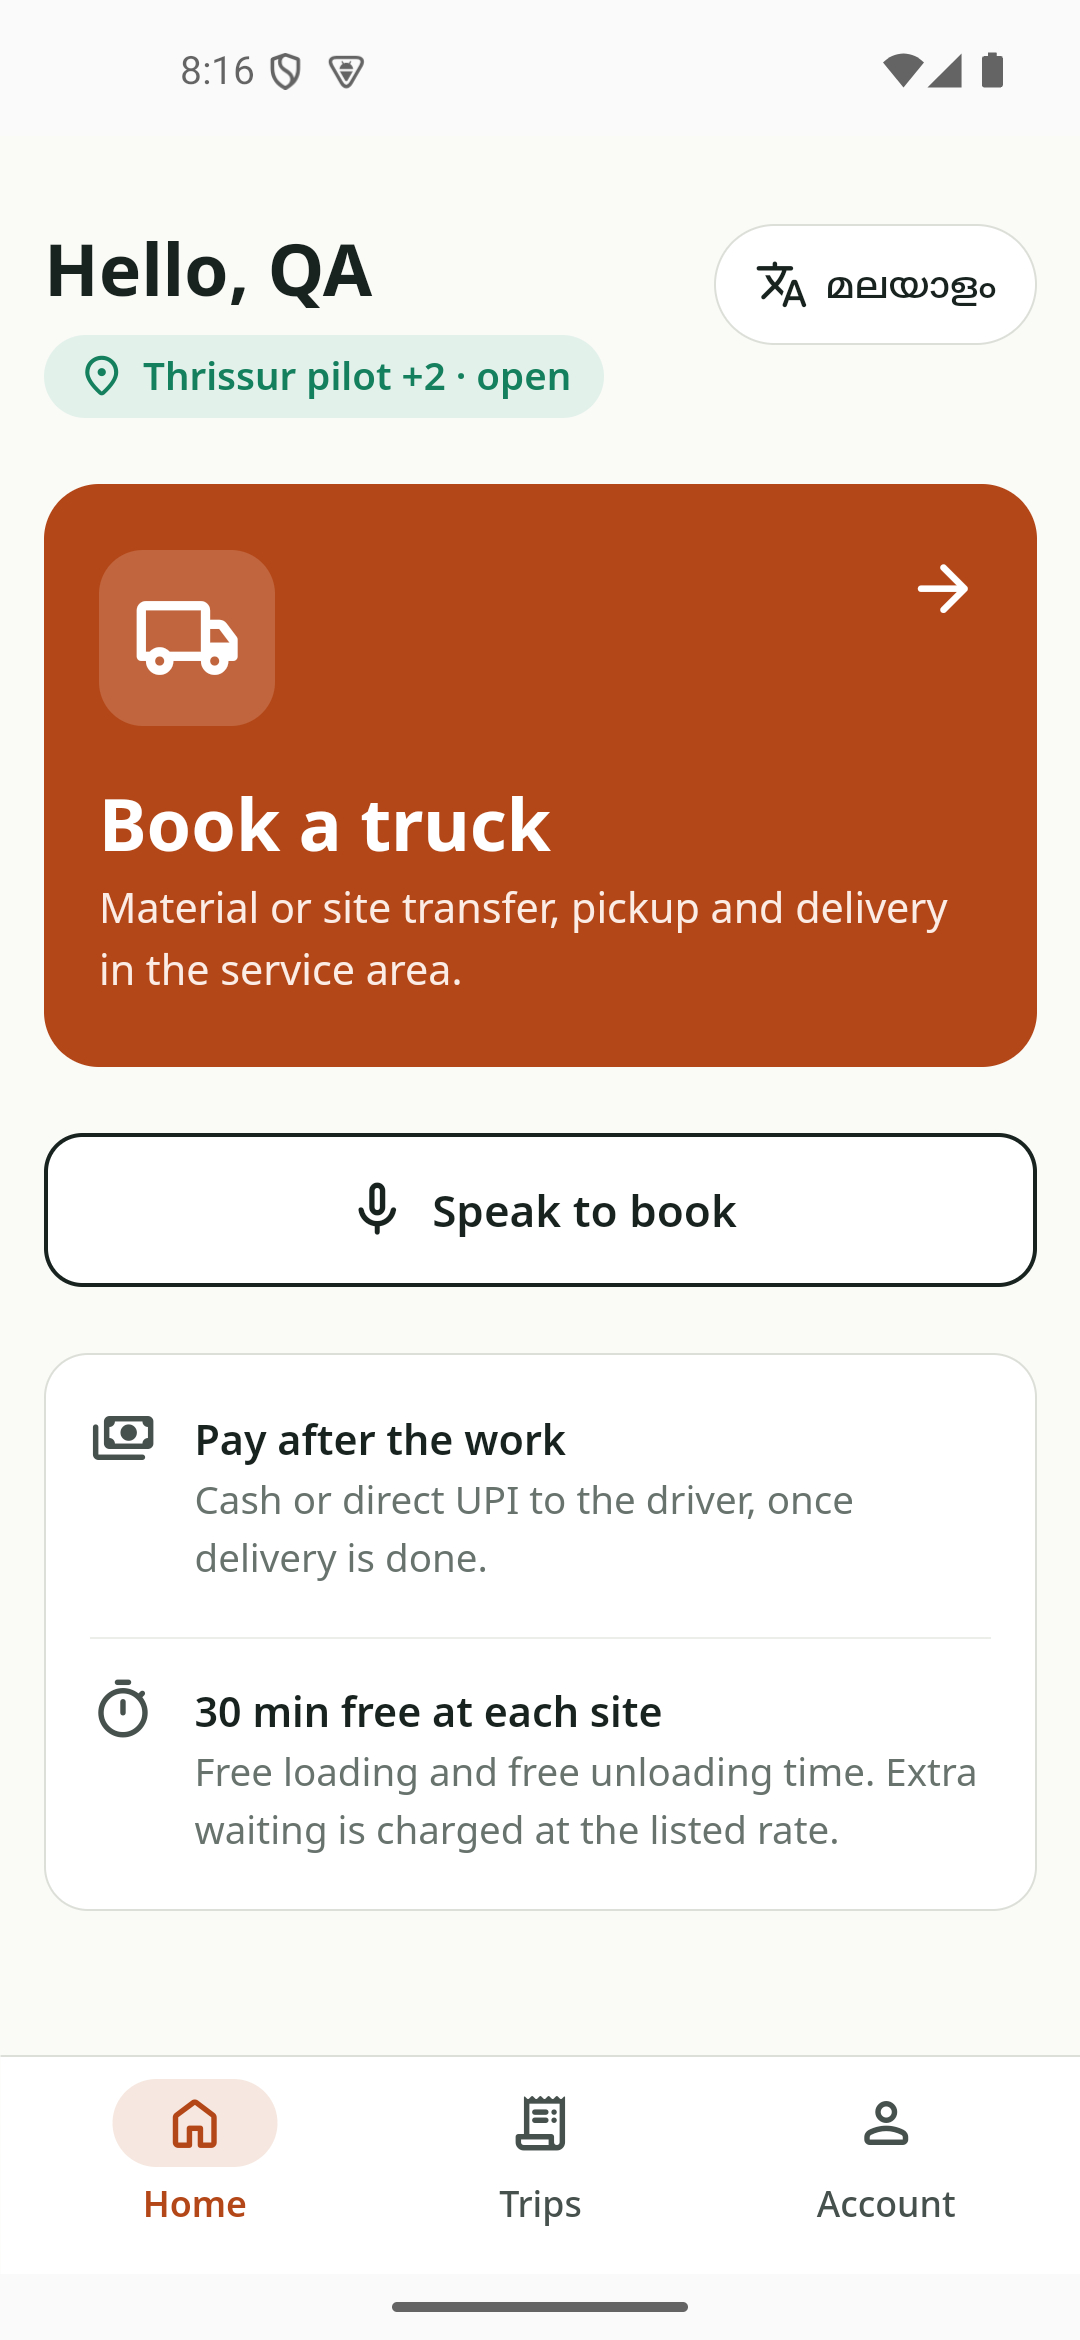 8:16
Hello, QA
മലയാളം
Thrissur pilot +2 · open
Book a truck
Material or site transfer, pickup and delivery
in the service area.
Speak to book
Pay after the work
Cash or direct UPI to the driver, once
delivery is done.
30 min free at each site
Free loading and free unloading time. Extra
waiting is charged at the listed rate.
Home
Trips
Account